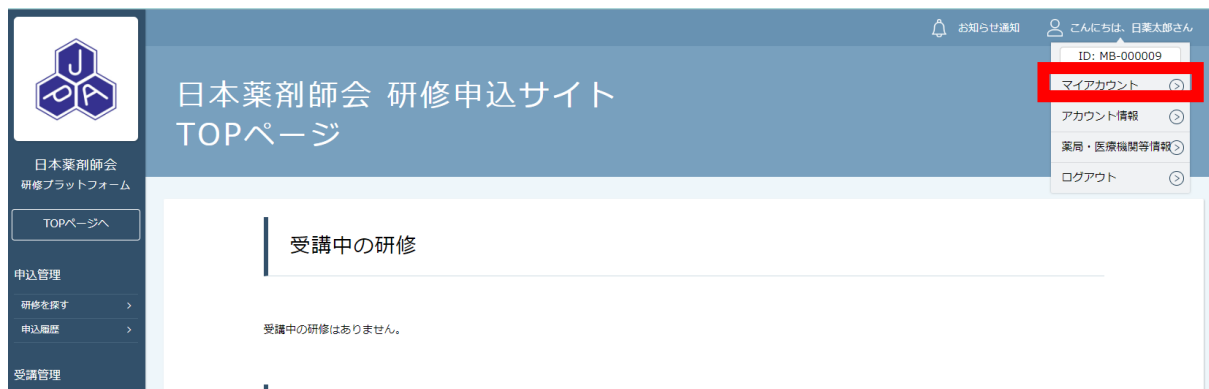 お知らせ通知
こんにちは、日薬太郎さん
ID: MB-000009
マイアカウント
アカウント情報
薬局・医療機関等情報
ログアウト
JPA
日本薬剤師会
研修プラットフォーム
TOPページへ
申込管理
研修を探す
申込履歴
受講管理
日本薬剤師会 研修申込サイト
TOPページ
受講中の研修
受講中の研修はありません。